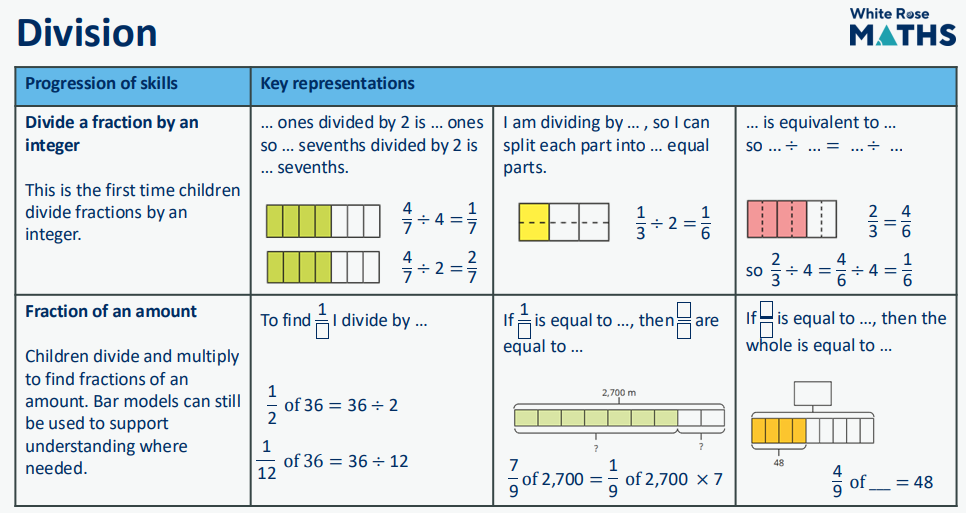 Division
White Rose
MATHS
Progression of skills
Key representations
Divide a fraction by an
integer
This is the first time children
divide fractions by an
integer.
... ones divided by 2 is ... ones
so ... sevenths divided by 2 is
... sevenths.
4/7 ÷ 4 = 1/7
4/7 ÷ 2 = 2/7
I am dividing by ... , so I can
split each part into ... equal
parts.
1/3 ÷ 2 = 1/6
... is equivalent to ...
so ... ÷ ... = ... ÷ ...
2/3 = 4/6
so 2/3 ÷ 4 = 4/6 ÷ 4 = 1/6
Fraction of an amount
Children divide and multiply
to find fractions of an
amount. Bar models can still
be used to support
understanding where
needed.
To find 1/□ I divide by ...
1/2 of 36 = 36 ÷ 2
1/12 of 36 = 36 ÷ 12
If 1/□ is equal to ..., then □/□ are
equal to ...
2,700 m
? ?
7/9 of 2,700 = 1/9 of 2,700 × 7
If □/□ is equal to ..., then the
whole is equal to ...
48
4/9 of __ = 48